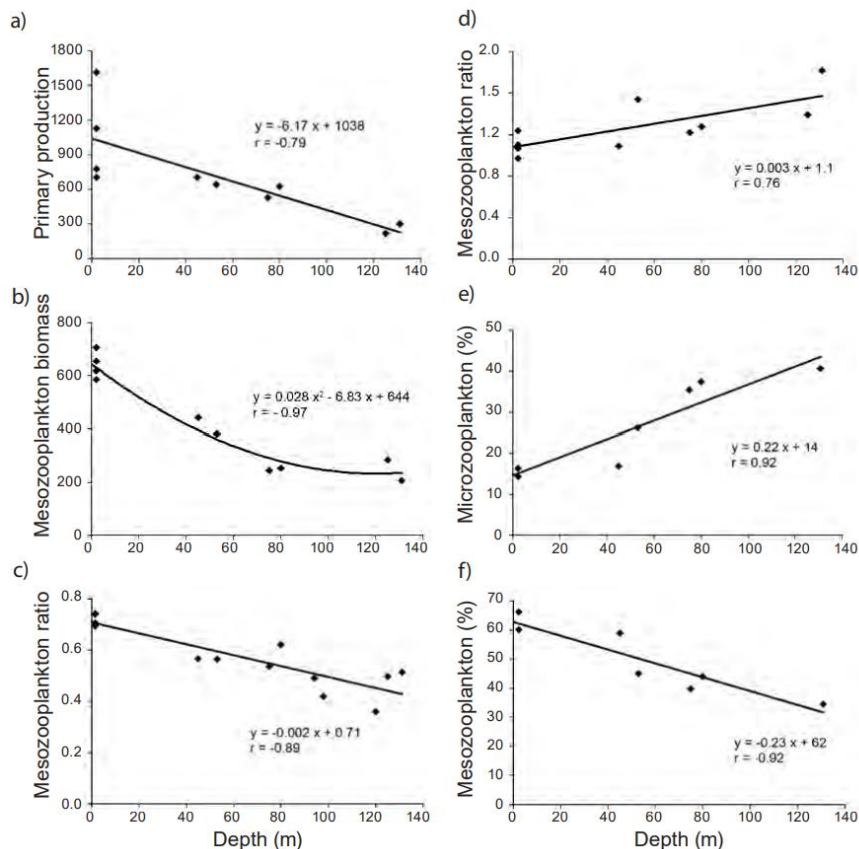 a)
Primary production
1800
1500
1200
900
600
300
0
y = -6.17 x + 1038
r = -0.79
0 20 40 60 80 100 120 140
b)
Mesozooplankton biomass
800
600
400
200
0
y = 0.028 x² - 6.83 x + 644
r = - 0.97
0 20 40 60 80 100 120 140
c)
Mesozooplankton ratio
0.8
0.6
0.4
0.2
0.0
y = -0.002 x + 0.71
r = -0.89
0 20 40 60 80 100 120 140
Depth (m)
d)
Mesozooplankton ratio
2.0
1.5
1.2
0.8
0.4
0.0
y = 0.003 x + 1.1
r = 0.76
0 20 40 60 80 100 120 140
e)
Microzooplankton (%)
50
40
30
20
10
0
y = 0.22 x + 14
r = 0.92
0 20 40 60 80 100 120 140
f)
Mesozooplankton (%)
70
60
50
40
30
20
10
0
y = -0.23 x + 62
r = -0.92
0 20 40 60 80 100 120 140
Depth (m)